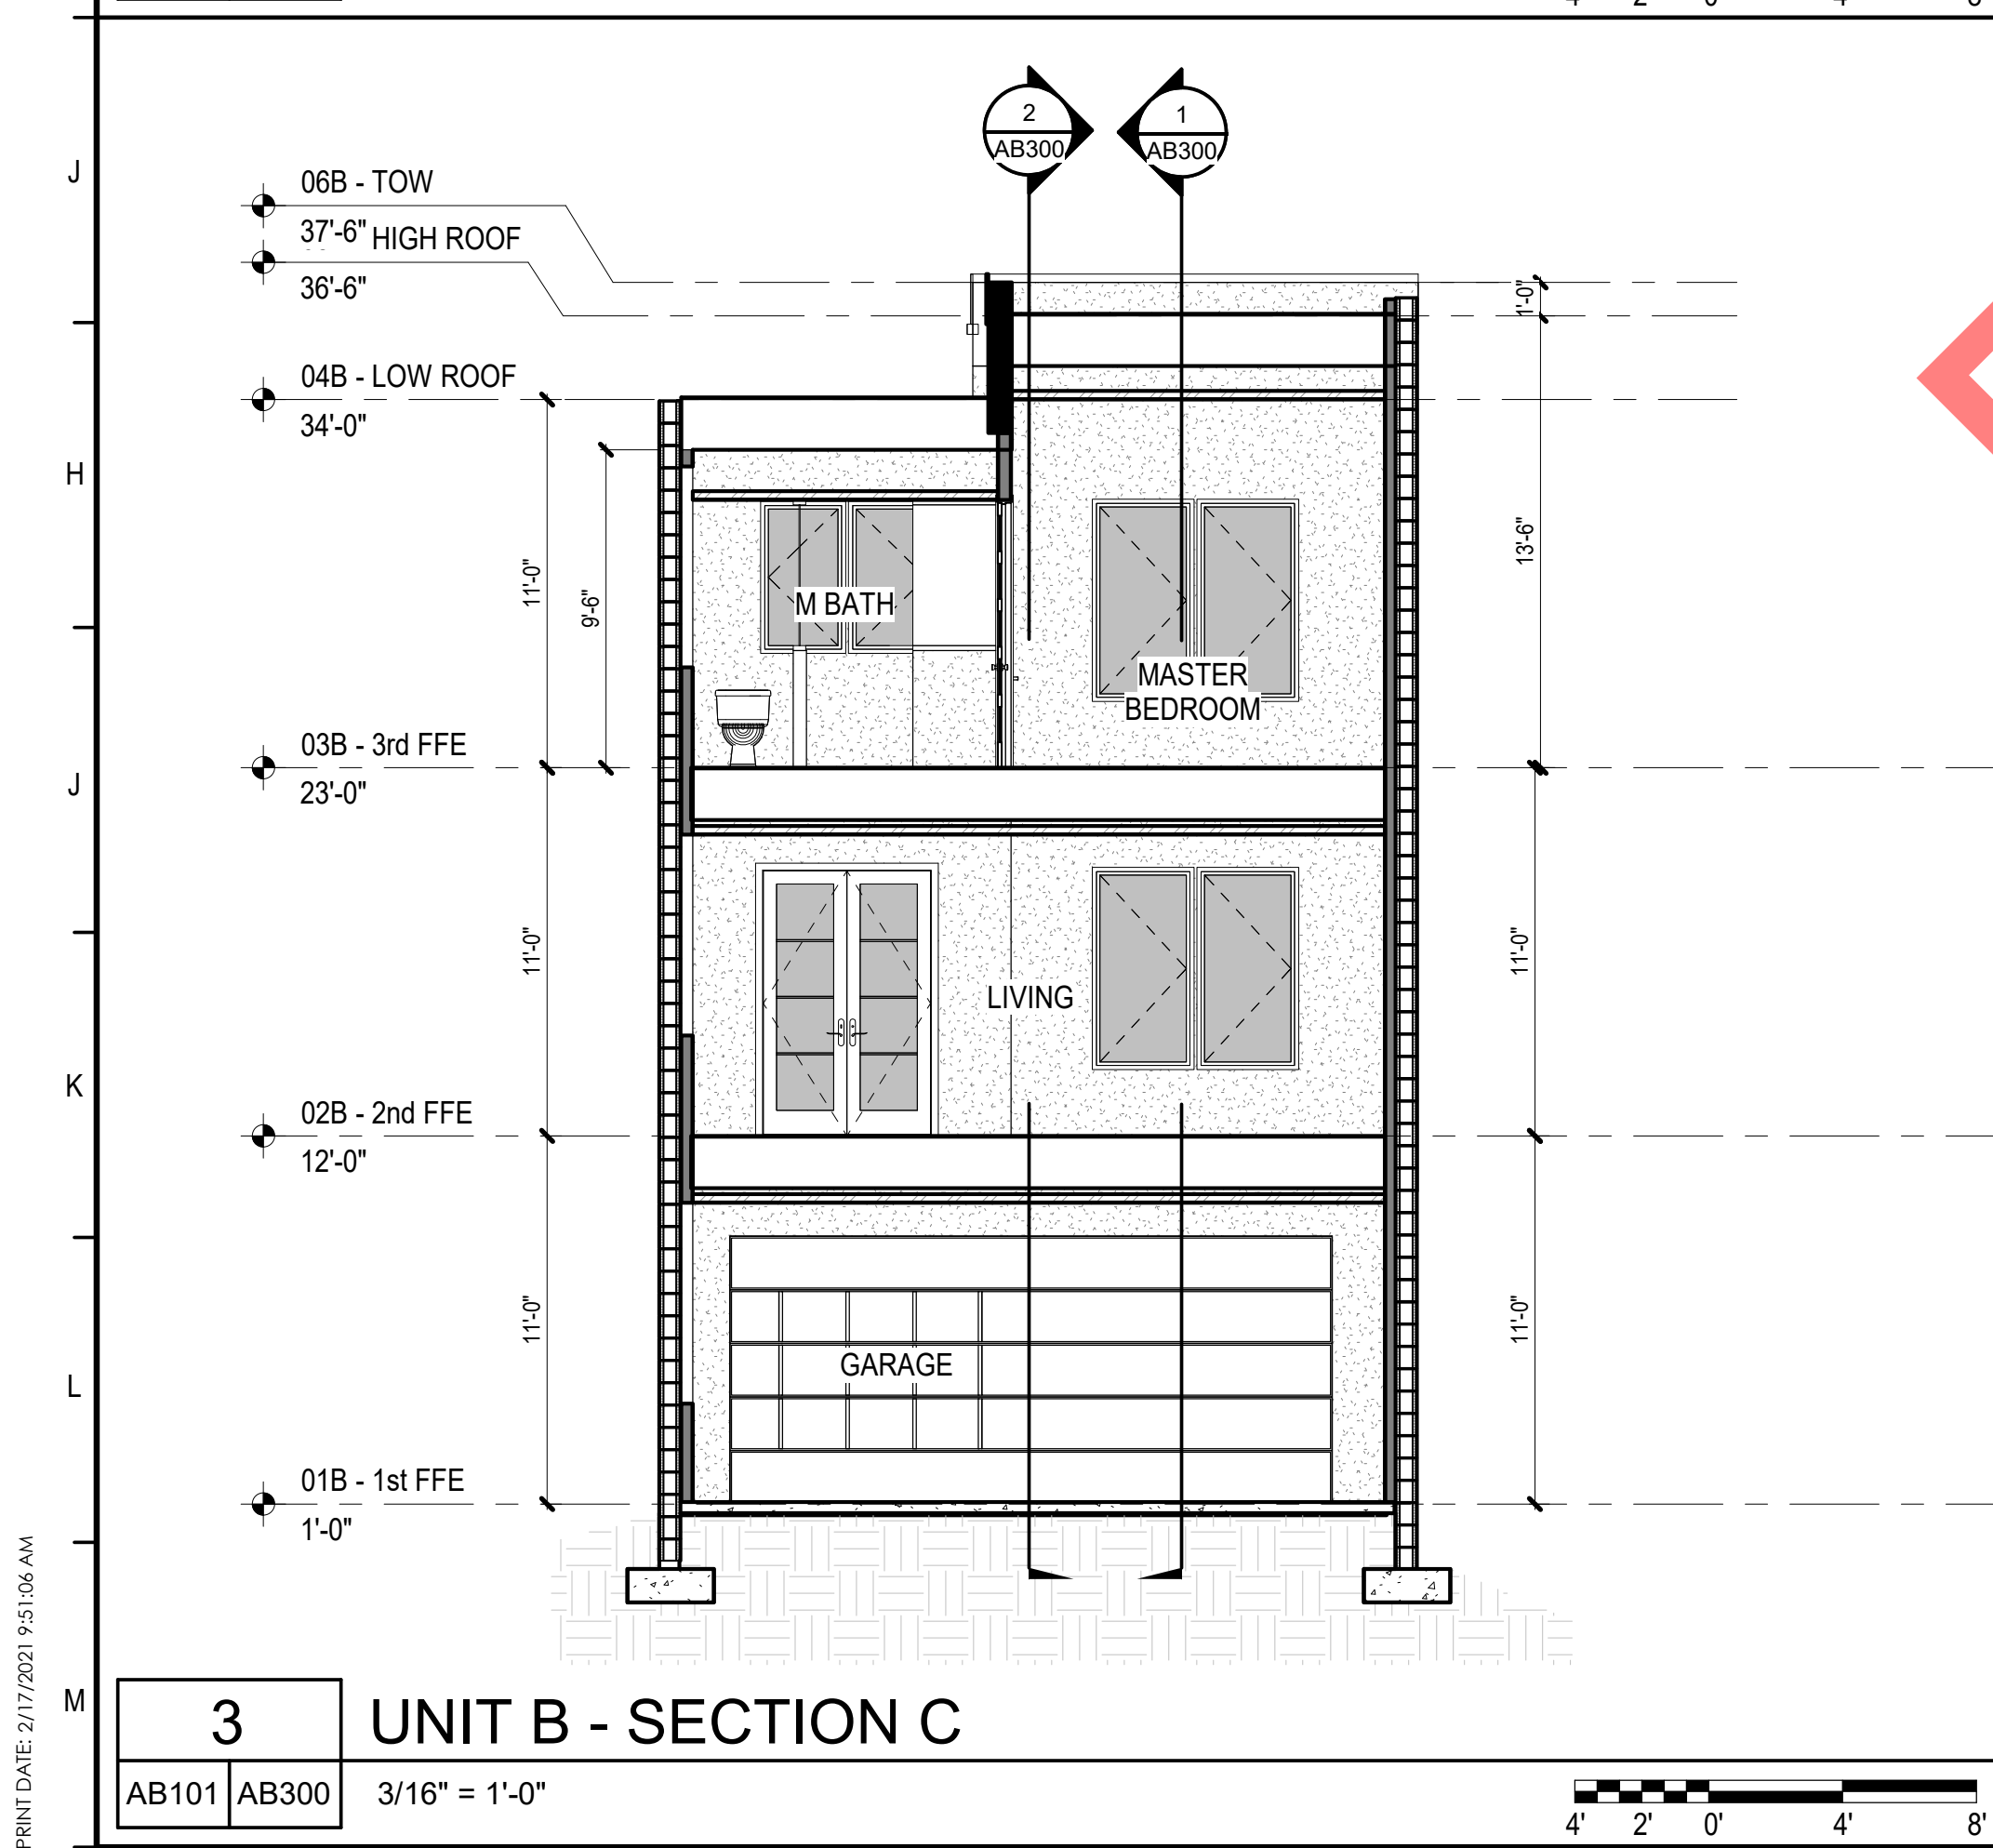 2
AB300
1
AB300
J
06B - TOW
37'-6"
HIGH ROOF
36'-6"
1'-0"
04B - LOW ROOF
34'-0"
H
11'-0"
9'-6"
13'-6"
M BATH
MASTER
BEDROOM
03B - 3rd FFE
23'-0"
J
11'-0"
11'-0"
LIVING
K
02B - 2nd FFE
12'-0"
11'-0"
11'-0"
GARAGE
L
01B - 1st FFE
1'-0"
PRINT DATE: 2/17/2021 9:51:06 AM
M
3
UNIT B - SECTION C
AB101
AB300
3/16" = 1'-0"
4' 2' 0' 4' 8'